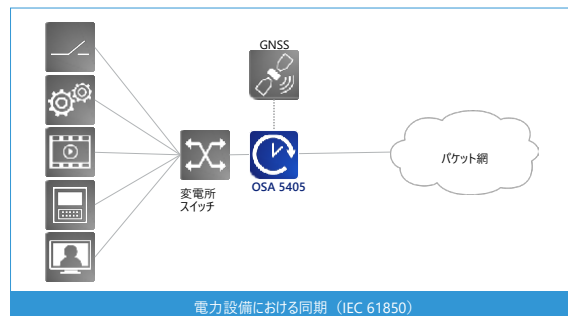 GNSS
変電所
スイッチ
OSA 5405
パケット網
電力設備における同期（IEC 61850）